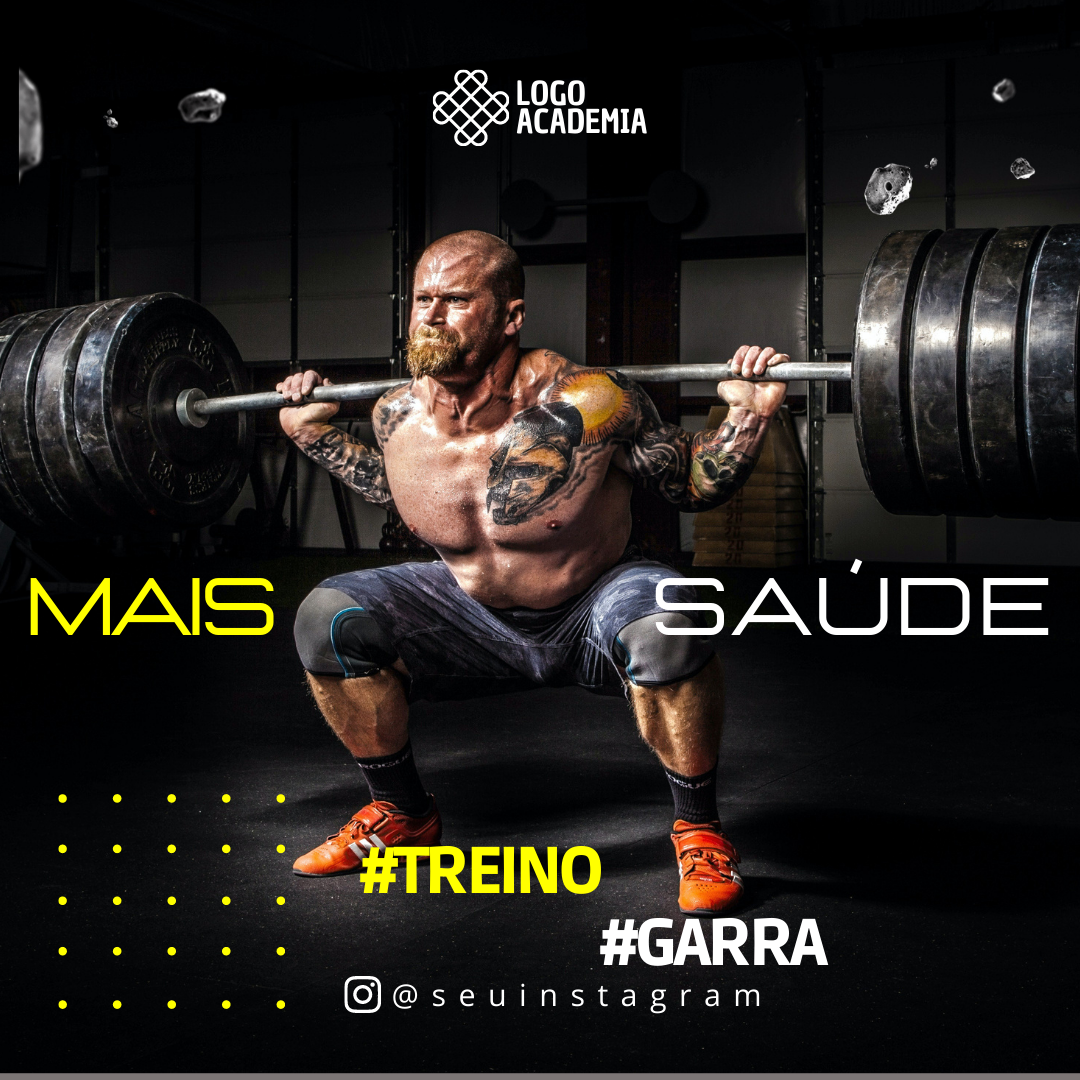 LOGO
ACADEMIA
MAIS SAÚDE
#TREINO
#GARRA
@seuinstagram